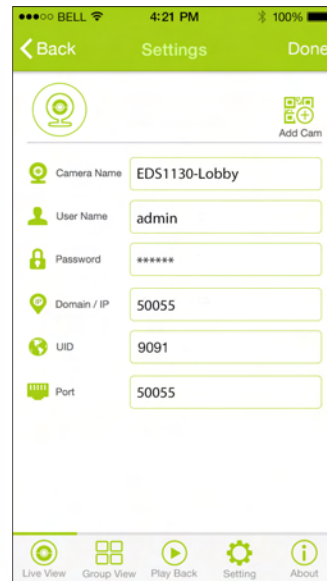 BELL 4:21 PM 100%
Back Settings Done
Add Cam
Camera Name EDS1130-Lobby
User Name admin
Password ******
IP
Domain / IP 50055
UID 9091
Port 50055
Live View Group View Play Back Setting About